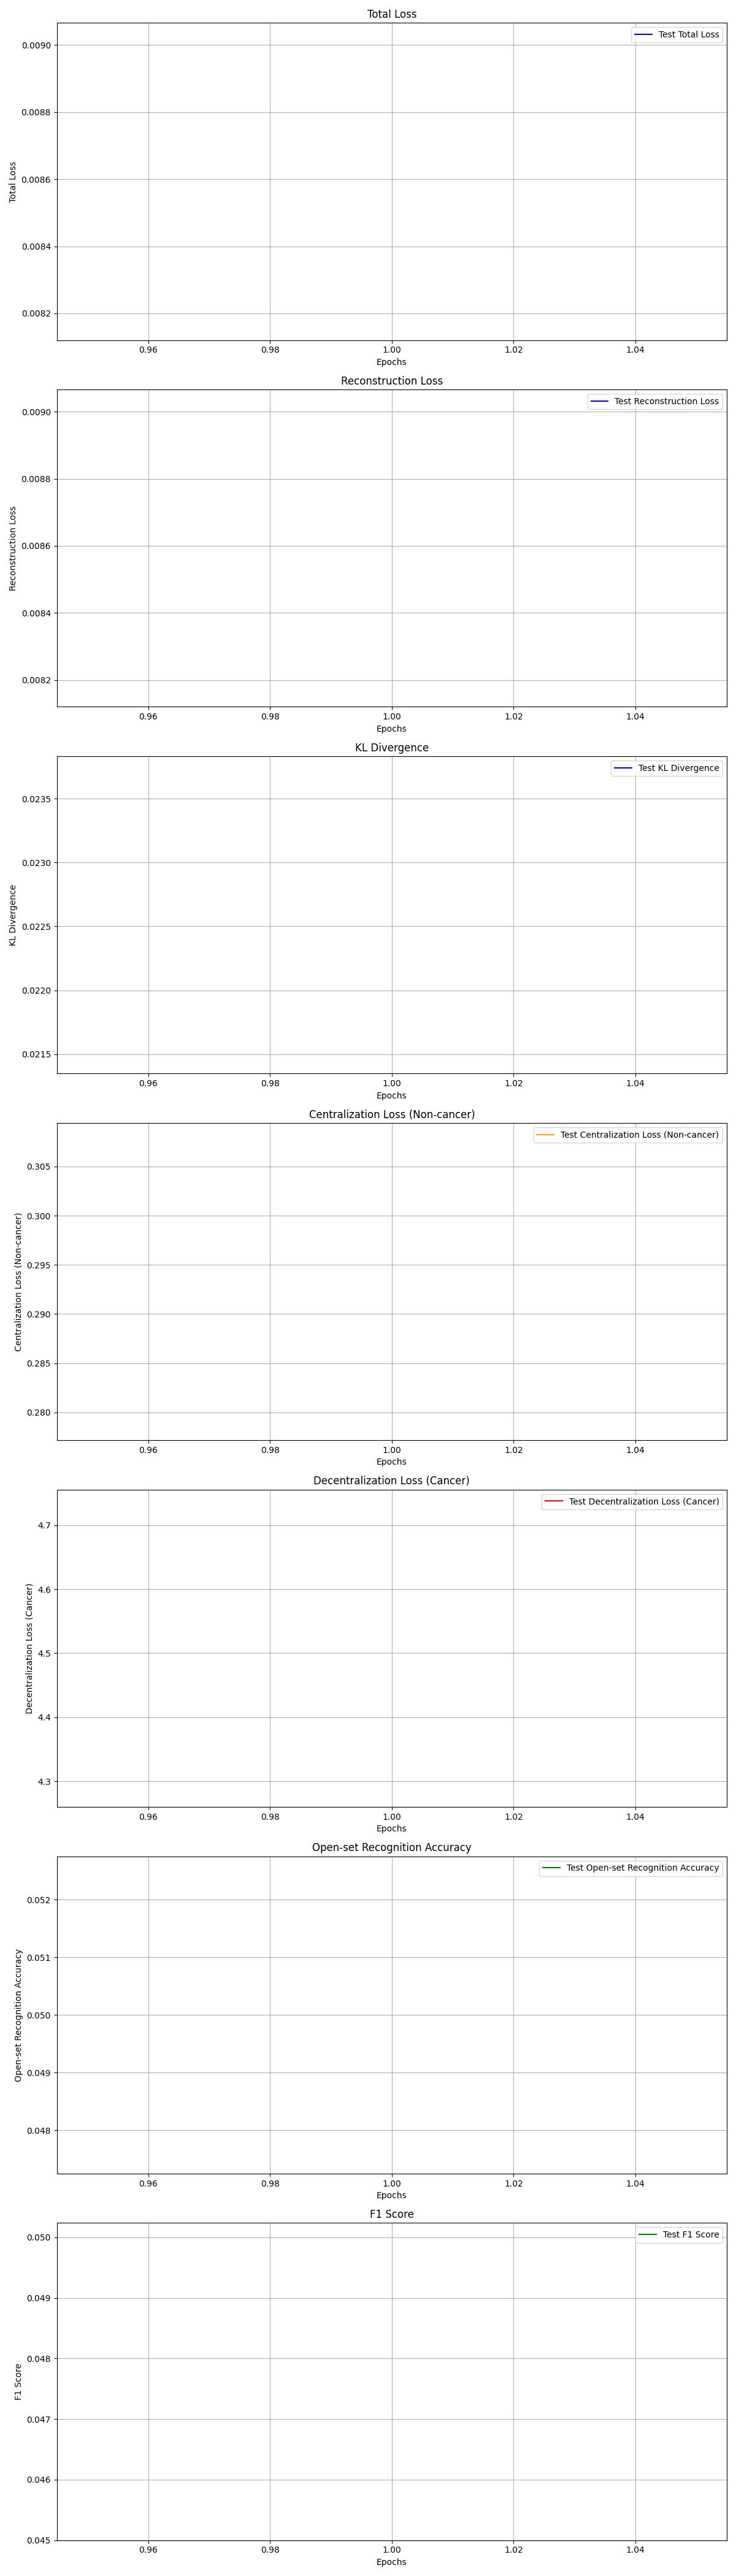 Total Loss
Test Total Loss
0.0090
0.0088
0.0086
0.0084
0.0082
Total Loss
0.96 0.98 1.00 1.02 1.04
Epochs
Reconstruction Loss
Test Reconstruction Loss
0.0090
0.0088
0.0086
0.0084
0.0082
Reconstruction Loss
0.96 0.98 1.00 1.02 1.04
Epochs
KL Divergence
Test KL Divergence
0.0235
0.0230
0.0225
0.0220
0.0215
KL Divergence
0.96 0.98 1.00 1.02 1.04
Epochs
Centralization Loss (Non-cancer)
Test Centralization Loss (Non-cancer)
0.305
0.300
0.295
0.290
0.285
0.280
Centralization Loss (Non-cancer)
0.96 0.98 1.00 1.02 1.04
Epochs
Decentralization Loss (Cancer)
Test Decentralization Loss (Cancer)
4.7
4.6
4.5
4.4
4.3
Decentralization Loss (Cancer)
0.96 0.98 1.00 1.02 1.04
Epochs
Open-set Recognition Accuracy
Test Open-set Recognition Accuracy
0.052
0.051
0.050
0.049
0.048
Open-set Recognition Accuracy
0.96 0.98 1.00 1.02 1.04
Epochs
F1 Score
Test F1 Score
0.050
0.049
0.048
0.047
0.046
0.045
F1 Score
0.96 0.98 1.00 1.02 1.04
Epochs